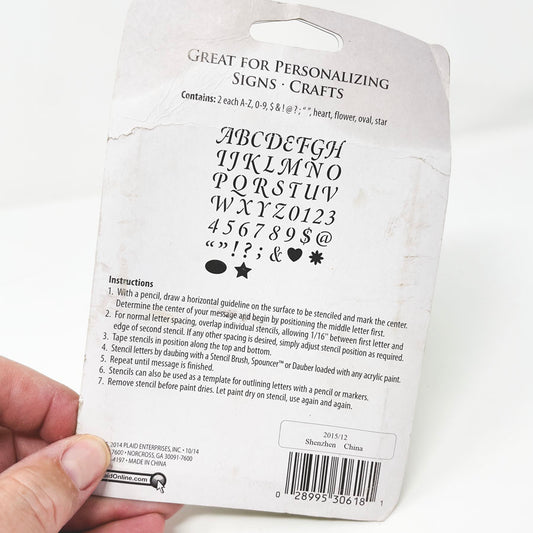 GREAT FOR PERSONALIZING
SIGNS · CRAFTS
Contains: 2 each A-Z, 0-9, $ & ! @ ? ; “ ”, heart, flower, oval, star
ABCDEFGH
IJKLMNO
PQRSTUV
WXYZ0123
456789$@
“”!?;&
Instructions
1. With a pencil, draw a horizontal guideline on the surface to be stenciled and mark the center.
Determine the center of your message and begin by positioning the middle letter first.
2. For normal letter spacing, overlap individual stencils, allowing 1/16" between first letter and
edge of second stencil. If any other spacing is desired, simply adjust stencil position as required.
3. Tape stencils in position along the top and bottom.
4. Stencil letters by daubing with a Stencil Brush, Spouncer™ or Dauber loaded with any acrylic paint.
5. Repeat until message is finished.
6. Stencils can also be used as a template for outlining letters with a pencil or markers.
7. Remove stencil before paint dries. Let paint dry on stencil, use again and again.
2014 PLAID ENTERPRISES, INC. • 10/14
7600 • NORCROSS, GA 30091-7600
4197 • MADE IN CHINA
aidOnline.com
2015/12
Shenzhen China
0 28995 30618 1